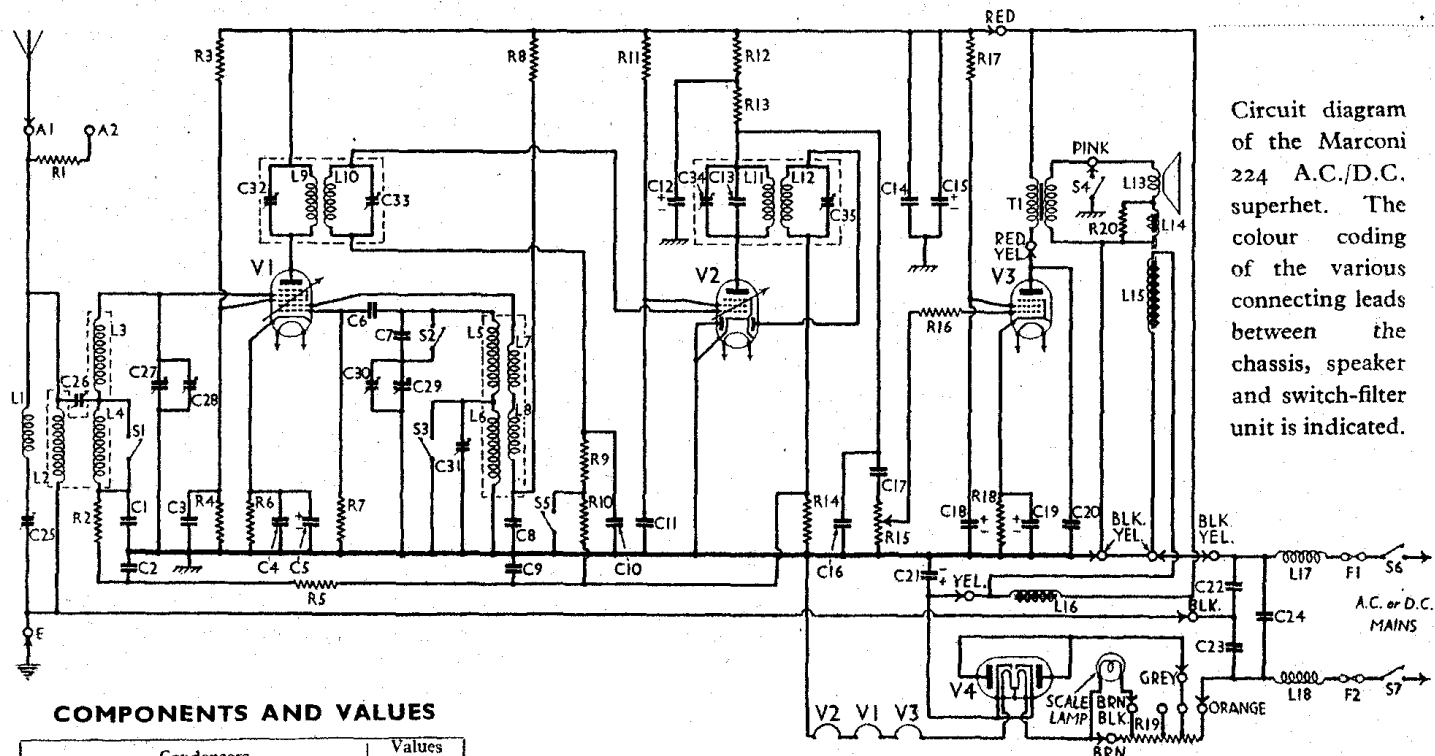 RED
R3
R8
R11
R12
R17
R13
A1
A2
R1
Circuit diagram
of the Marconi
224 A.C./D.C.
superhet. The
colour coding
of the various
connecting leads
between the
chassis, speaker
and switch-filter
unit is indicated.
PINK
C32
L9
L10
C33
C12
+
−
C34
C13
L11
L12
C35
C14
C15
+
−
T1
S4
L13
R20
L14
RED
YEL.
V1
V2
V3
L15
C6
C7
S2
L5
L7
R16
L3
C27
C28
C30
C29
L1
C26
L4
S1
L6
L8
S3
C31
L2
R9
C17
R2
C1
C3
R4
R6
R7
S5
R10
R14
R15
C18
+
−
R18
−
C19
C20
BLK.
YEL.
BLK.
YEL.
C25
C2
C4
+
C5
C8
C9
C10
C11
C16
C21
−
+
YEL.
L16
L17
F1
S6
R5
C22
BLK.
C24
A.C. or D.C.
MAINS
E
C23
V4
SCALE
LAMP
BRN
BLK.
GREY
R19
ORANGE
L18
F2
S7
V2
V1
V3
BRN
COMPONENTS AND VALUES
Condensers
Values